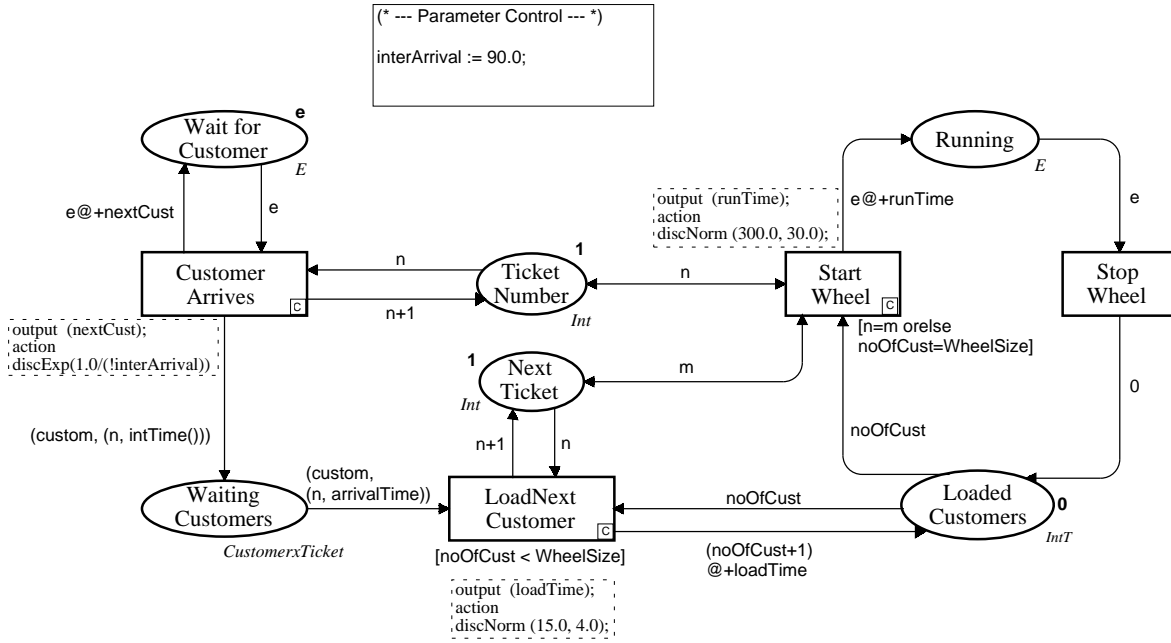 (* --- Parameter Control --- *)
interArrival := 90.0;
e
Wait for
Customer
E
e@+nextCust
e
Customer
Arrives
C
output (nextCust);
action
discExp(1.0/(!interArrival))
n
n+1
1
Ticket
Number
Int
n
output (runTime);
action
discNorm (300.0, 30.0);
e@+runTime
Running
E
e
Start
Wheel
C
[n=m orelse
noOfCust=WheelSize]
Stop
Wheel
0
1
Next
Ticket
Int
m
n+1
n
noOfCust
(custom, (n, intTime()))
Waiting
Customers
CustomerxTicket
(custom,
(n, arrivalTime))
LoadNext
Customer
C
[noOfCust < WheelSize]
output (loadTime);
action
discNorm (15.0, 4.0);
noOfCust
(noOfCust+1)
@+loadTime
Loaded
Customers
0
IntT